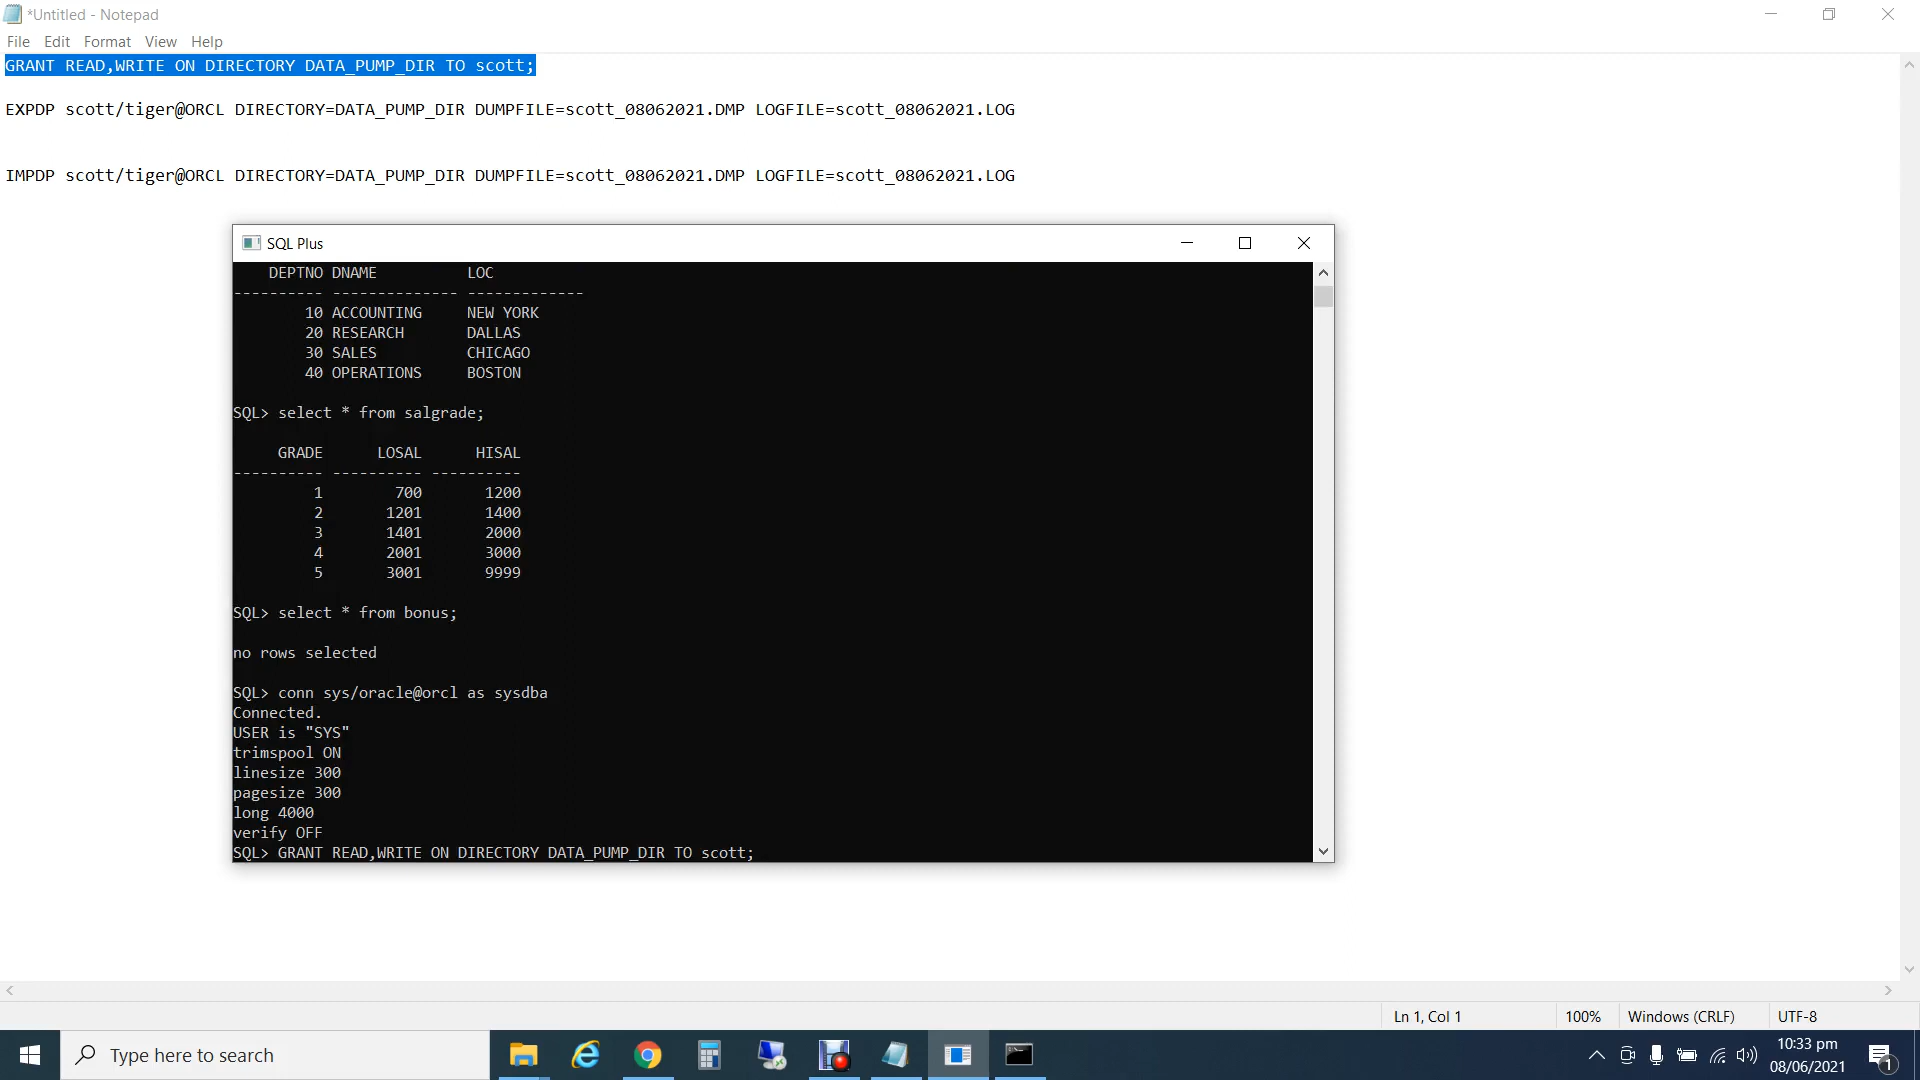 *Untitled - Notepad
File Edit Format View Help
GRANT READ,WRITE ON DIRECTORY DATA_PUMP_DIR TO scott;
EXPDP scott/tiger@ORCL DIRECTORY=DATA_PUMP_DIR DUMPFILE=scott_08062021.DMP LOGFILE=scott_08062021.LOG
IMPDP scott/tiger@ORCL DIRECTORY=DATA_PUMP_DIR DUMPFILE=scott_08062021.DMP LOGFILE=scott_08062021.LOG
SQL Plus
DEPTNO DNAME LOC
---------- -------------- -------------
10 ACCOUNTING NEW YORK
20 RESEARCH DALLAS
30 SALES CHICAGO
40 OPERATIONS BOSTON
SQL> select * from salgrade;
GRADE LOSAL HISAL
---------- ---------- ----------
1 700 1200
2 1201 1400
3 1401 2000
4 2001 3000
5 3001 9999
SQL> select * from bonus;
no rows selected
SQL> conn sys/oracle@orcl as sysdba
Connected.
USER is "SYS"
trimspool ON
linesize 300
pagesize 300
long 4000
verify OFF
SQL> GRANT READ,WRITE ON DIRECTORY DATA_PUMP_DIR TO scott;
Ln 1, Col 1 100% Windows (CRLF) UTF-8
Type here to search
10:33 pm
08/06/2021
1